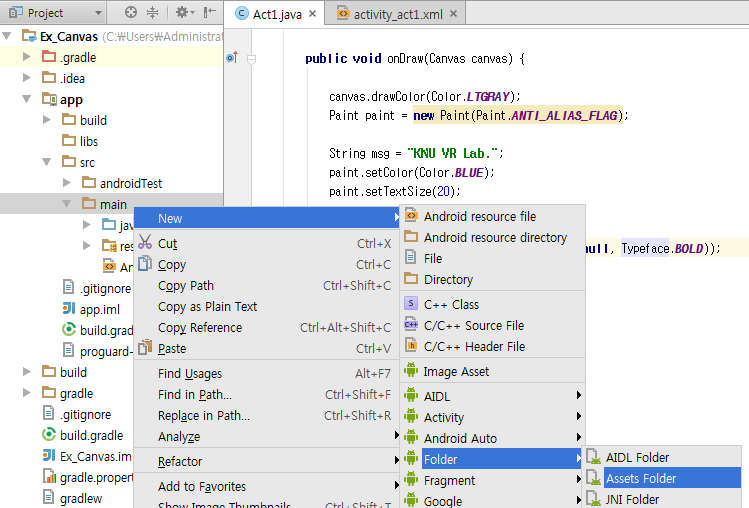 Project
Act1.java
activity_act1.xml
Ex_Canvas (C:₩Users₩Administrat
.gradle
.idea
app
build
libs
src
androidTest
main
jav
res
An
.gitignore
app.iml
build.grad
proguard-
build
gradle
.gitignore
build.gradle
Ex_Canvas.im
gradle.propert
gradlew
public void onDraw(Canvas canvas) {
canvas.drawColor(Color.LTGRAY);
Paint paint = new Paint(Paint.ANTI_ALIAS_FLAG);
String msg = "KNU VR Lab.";
paint.setColor(Color.BLUE);
paint.setTextSize(20);
null, Typeface.BOLD));
New
Cut Ctrl+X
Copy Ctrl+C
Copy Path Ctrl+Shift+C
Copy as Plain Text
Copy Reference Ctrl+Alt+Shift+C
Paste Ctrl+V
Find Usages Alt+F7
Find in Path... Ctrl+Shift+F
Replace in Path... Ctrl+Shift+R
Analyze
Refactor
Add to Favorites
Show Image Thumbnails Ctrl+Shift+T
Android resource file
Android resource directory
File
Directory
S C++ Class
C++ C/C++ Source File
h C/C++ Header File
Image Asset
AIDL
Activity
Android Auto
Folder
Fragment
Google
AIDL Folder
Assets Folder
JNI Folder